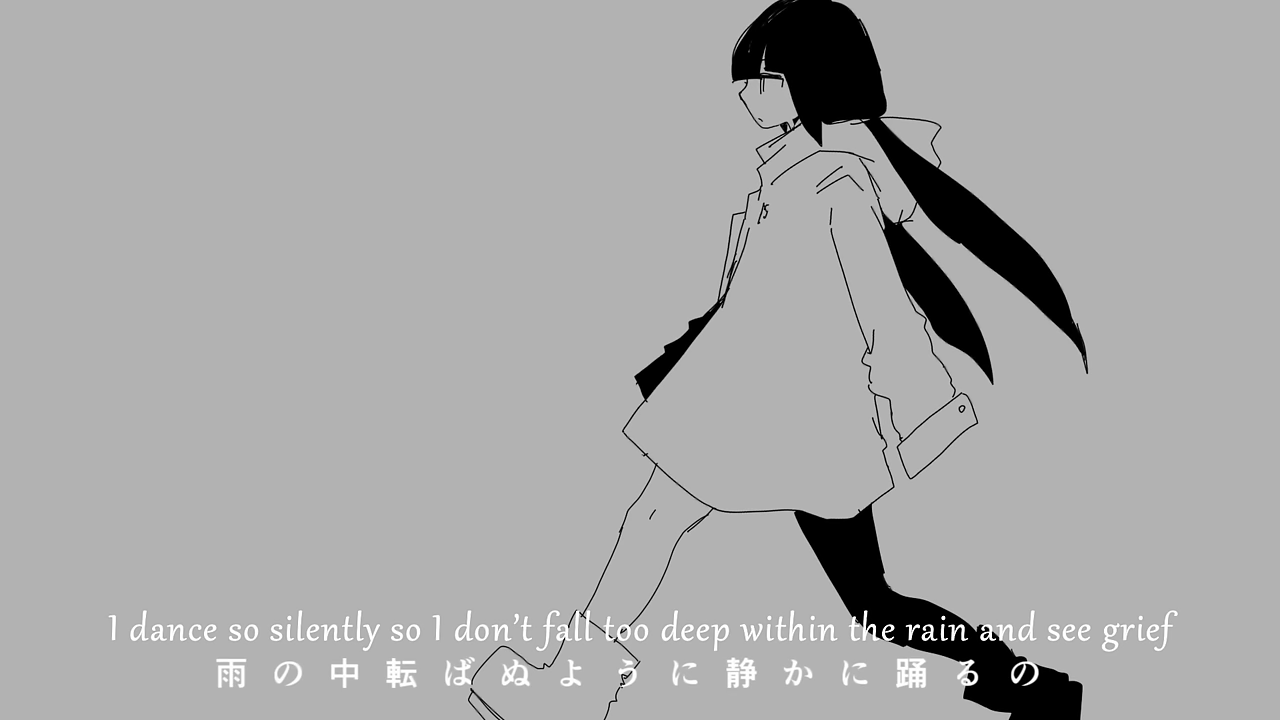 I dance so silently so I don't fall too deep within the rain and see grief
雨の中転ばぬように静かに踊るの